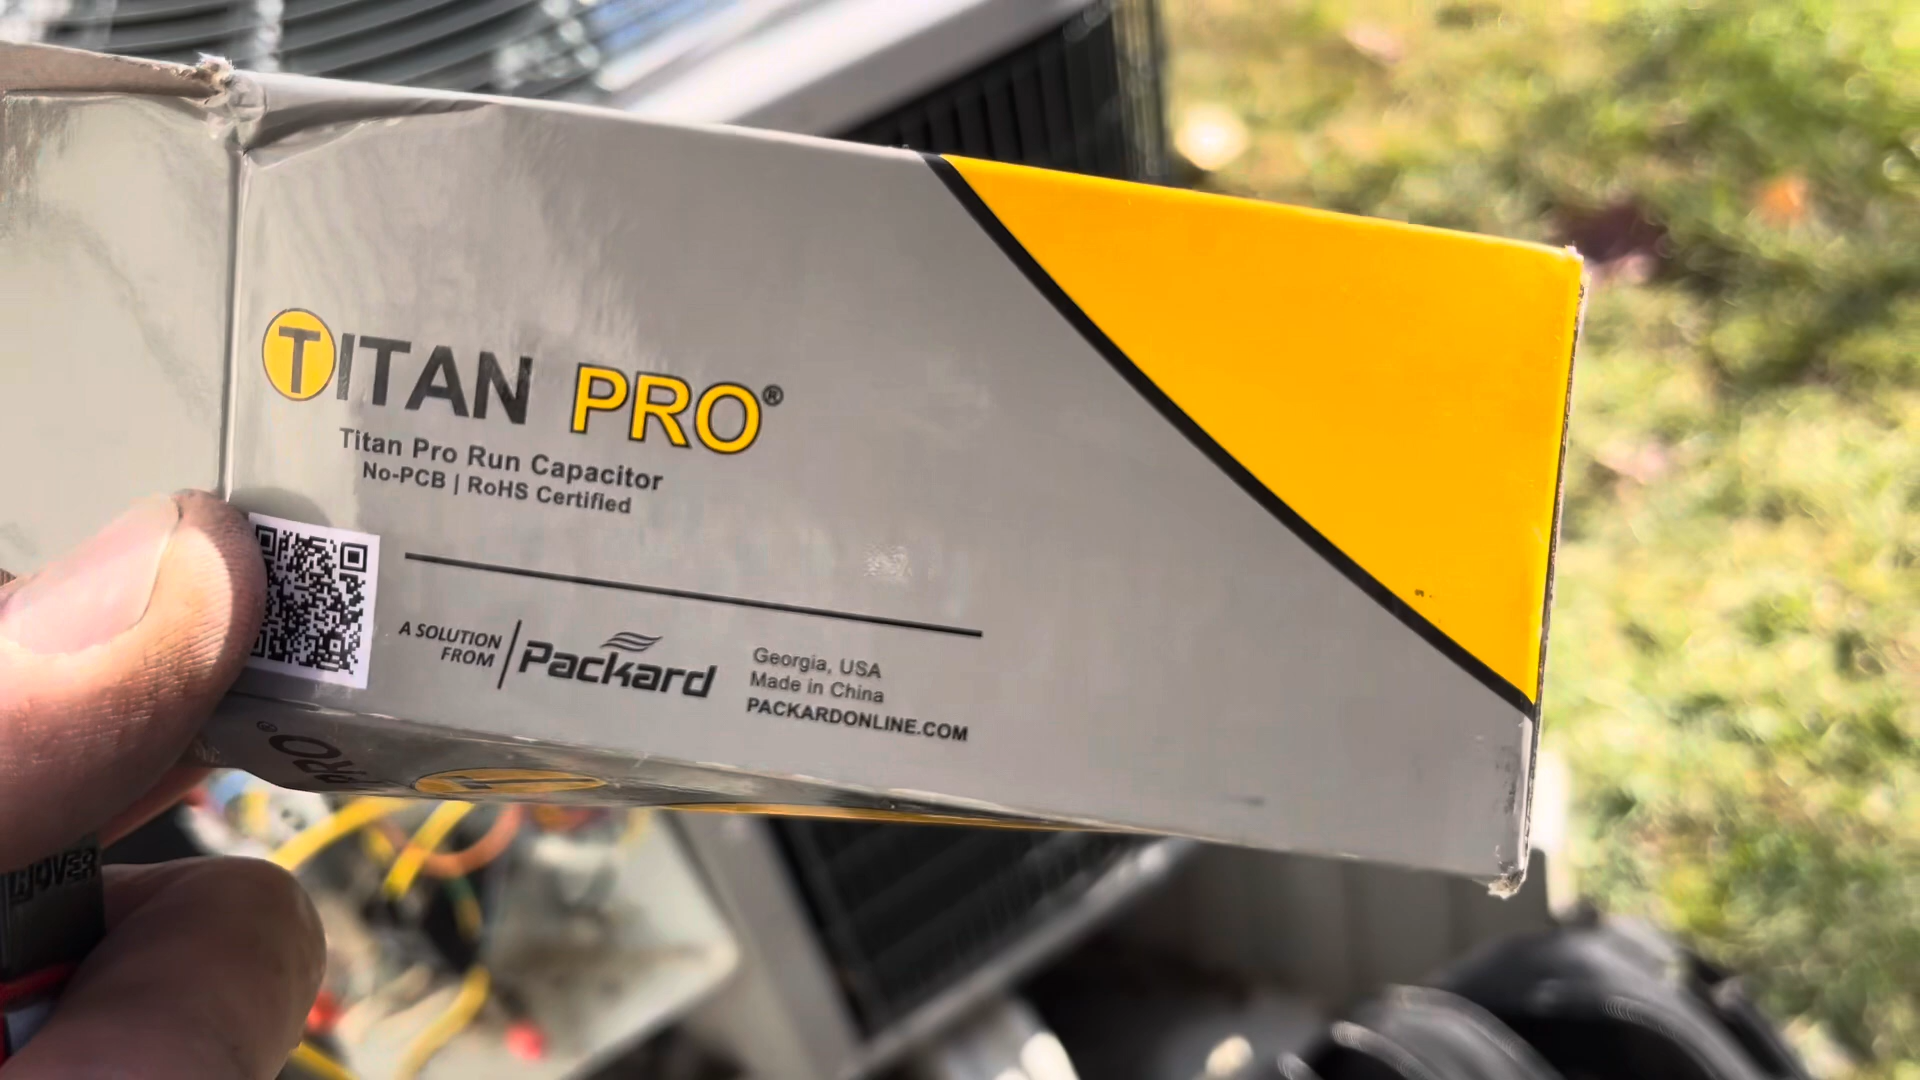 TITAN PRO®
Titan Pro Run Capacitor
No-PCB | RoHS Certified
A SOLUTION
FROM
Packard
Georgia, USA
Made in China
PACKARDONLINE.COM
PRO®
T